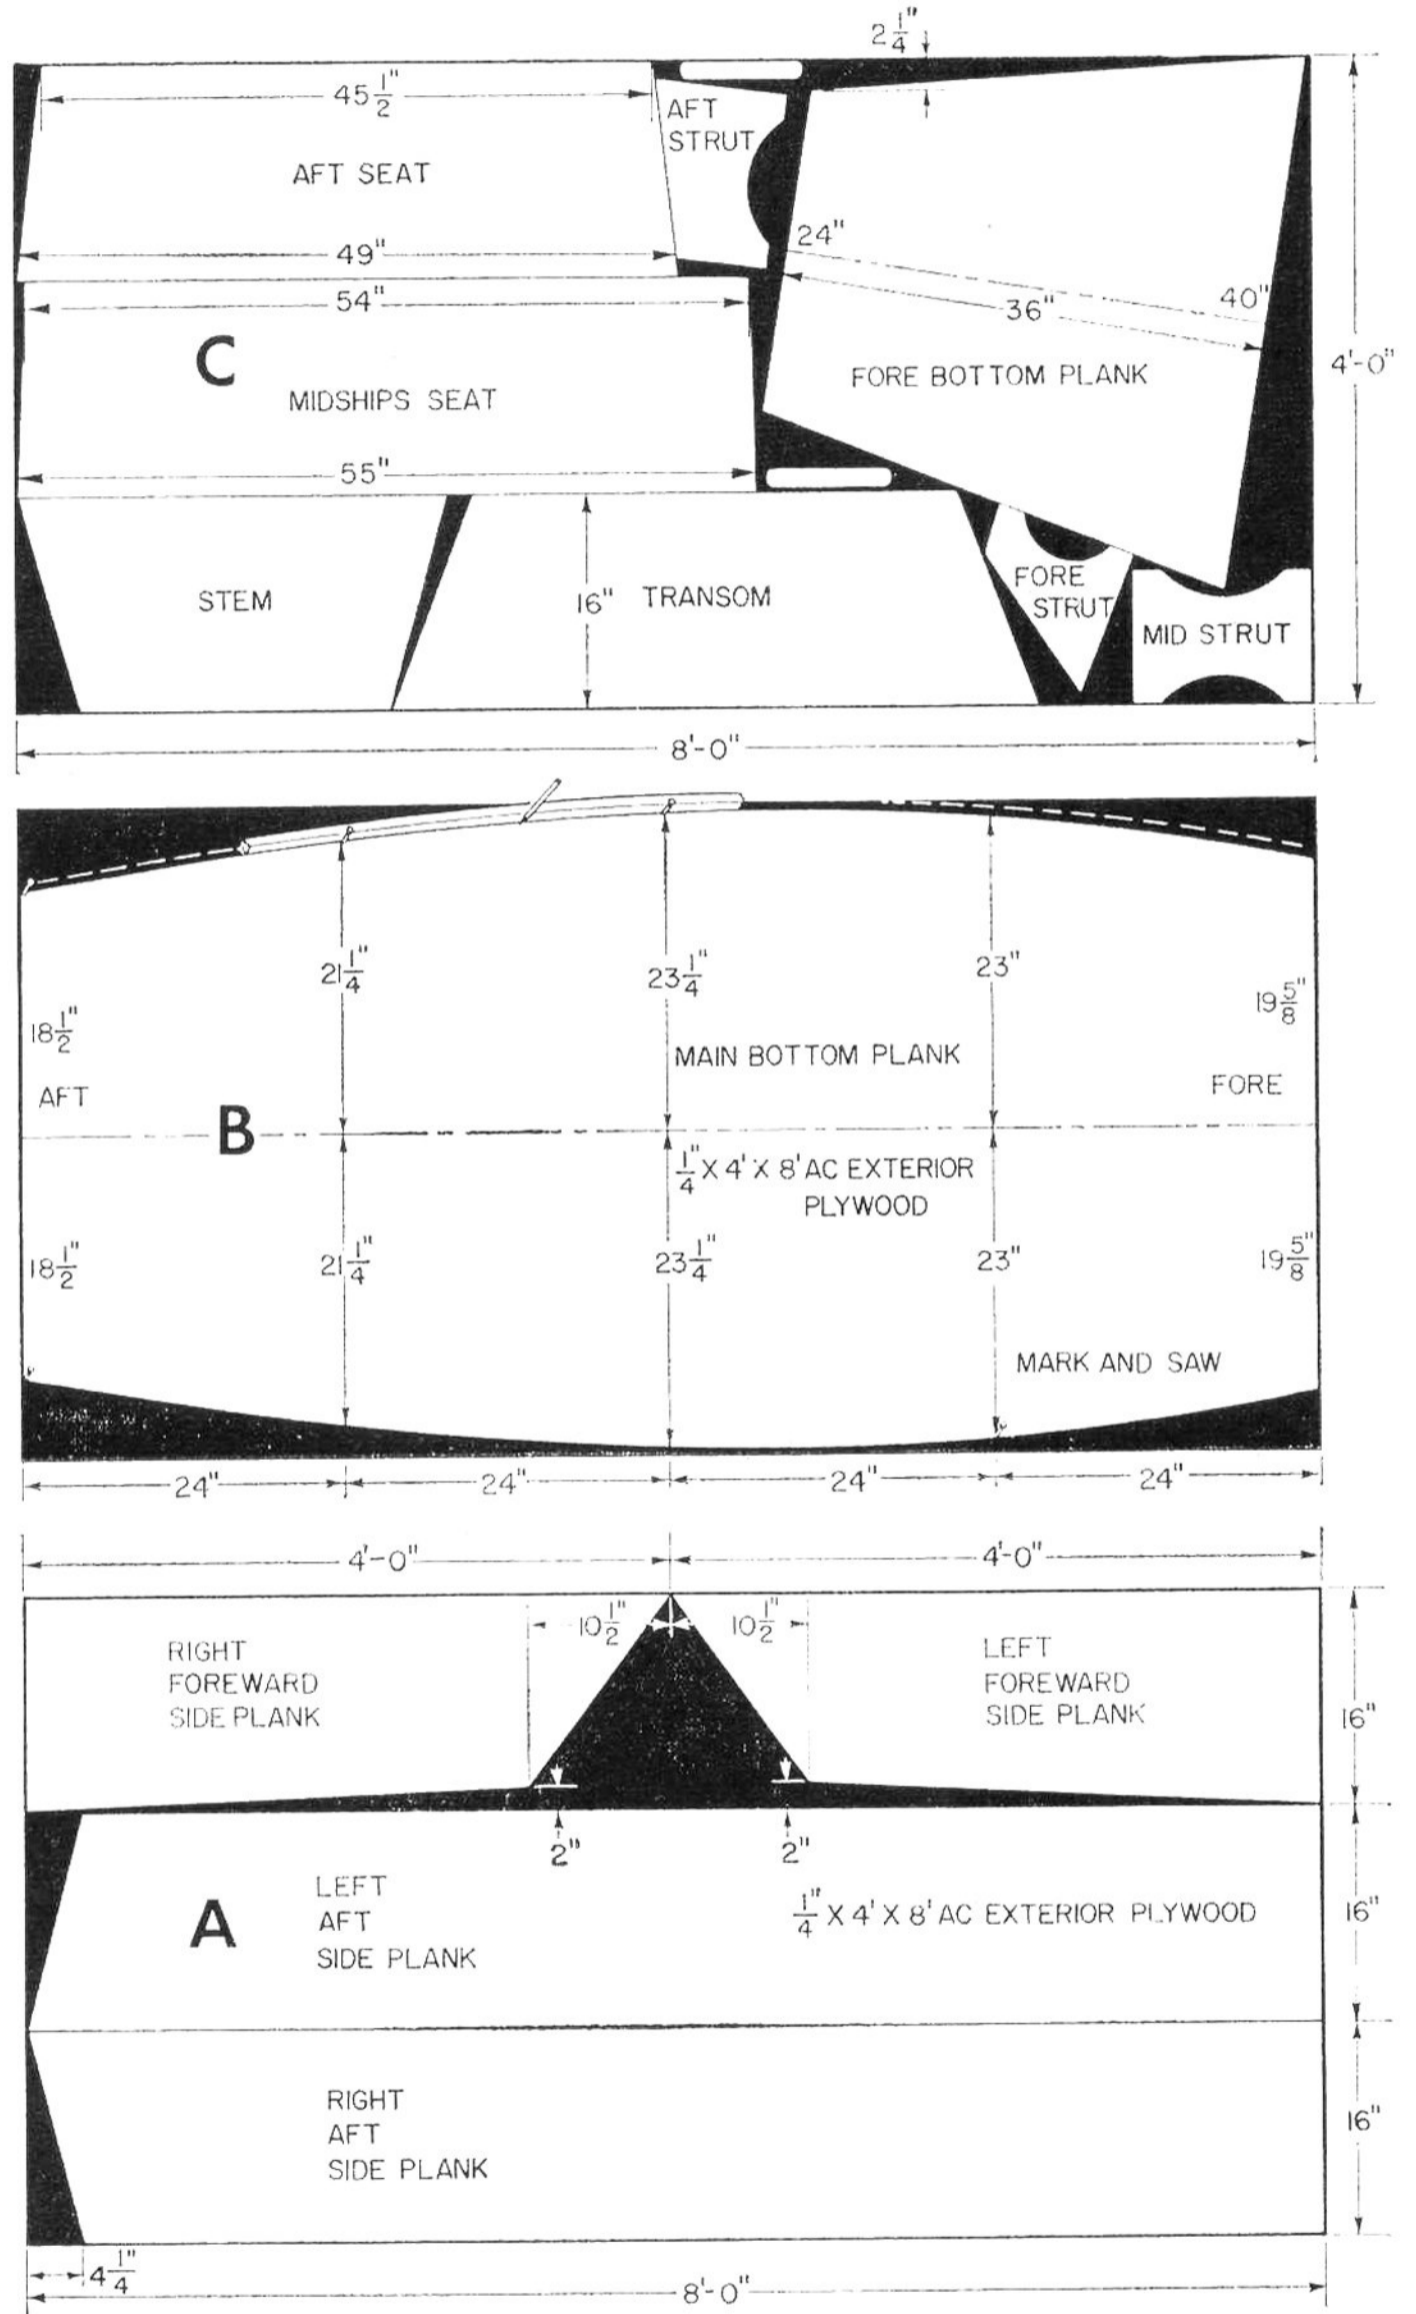 2 1/4"
45 1/2"
AFT
STRUT
AFT SEAT
24"
49"
54"
36"
40"
C
4'-0"
FORE BOTTOM PLANK
MIDSHIPS SEAT
55"
STEM
16"
TRANSOM
FORE
STRUT
MID STRUT
8'-0"
21 1/4"
23 1/4"
23"
19 5/8"
18 1/2"
MAIN BOTTOM PLANK
AFT
FORE
B
1/4" X 4' X 8' AC EXTERIOR
PLYWOOD
18 1/2"
21 1/4"
23 1/4"
23"
19 5/8"
MARK AND SAW
24"
24"
24"
24"
4'-0"
4'-0"
10 1/2"
10 1/2"
RIGHT
FOREWARD
SIDE PLANK
LEFT
FOREWARD
SIDE PLANK
16"
2"
2"
LEFT
AFT
SIDE PLANK
A
1/4" X 4' X 8' AC EXTERIOR PLYWOOD
16"
RIGHT
AFT
SIDE PLANK
16"
4 1/4"
8'-0"